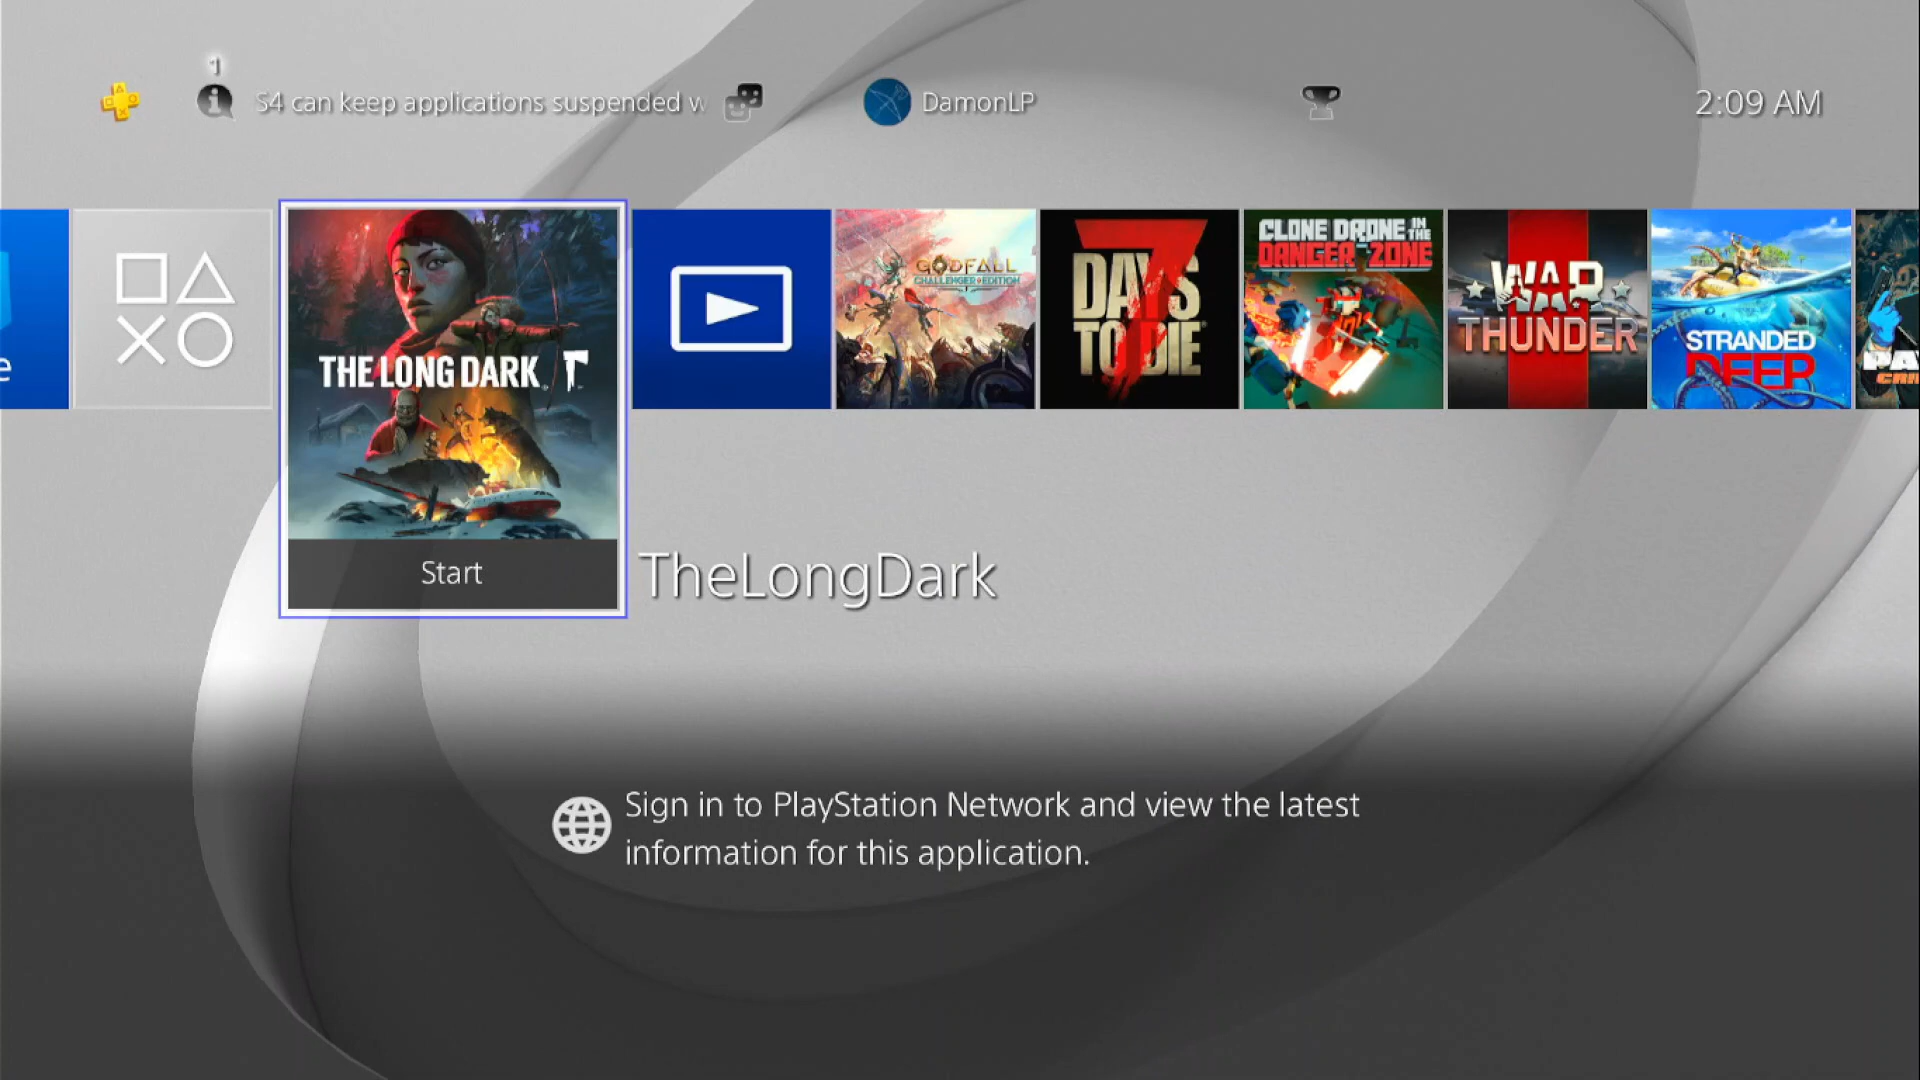 1
S4 can keep applications suspended w
DamonLP
2:09 AM
e
THE LONG DARK
GODFALL
CHALLENGER EDITION
7
DAYS
TO DIE
CLONE DRONE IN THE
DANGER ZONE
WAR
THUNDER
STRANDED
DEEP
PA
Start
TheLongDark
Sign in to PlayStation Network and view the latest
information for this application.